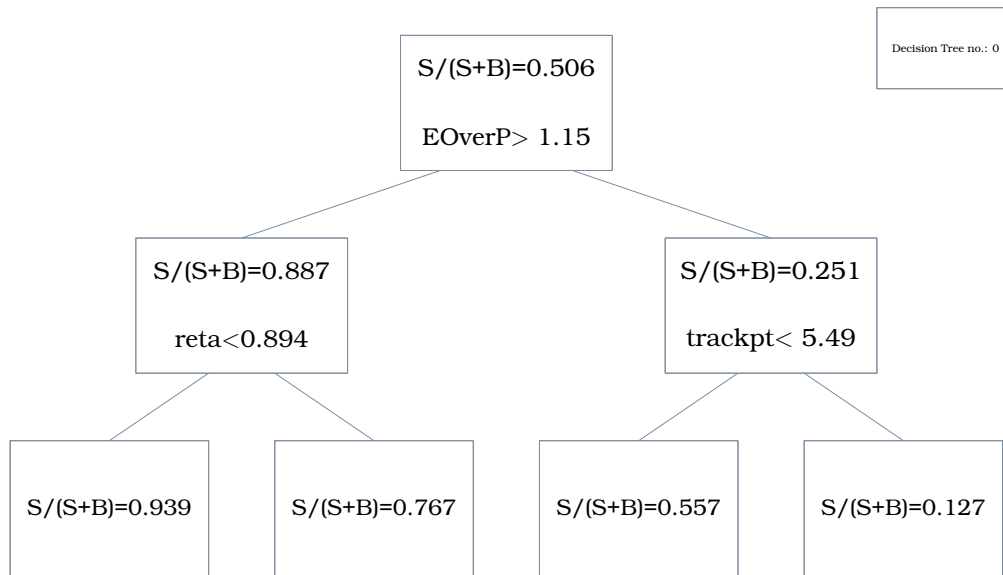 Decision Tree no.: 0
S/(S+B)=0.506
EOverP> 1.15
S/(S+B)=0.887
reta<0.894
S/(S+B)=0.251
trackpt< 5.49
S/(S+B)=0.939
S/(S+B)=0.767
S/(S+B)=0.557
S/(S+B)=0.127